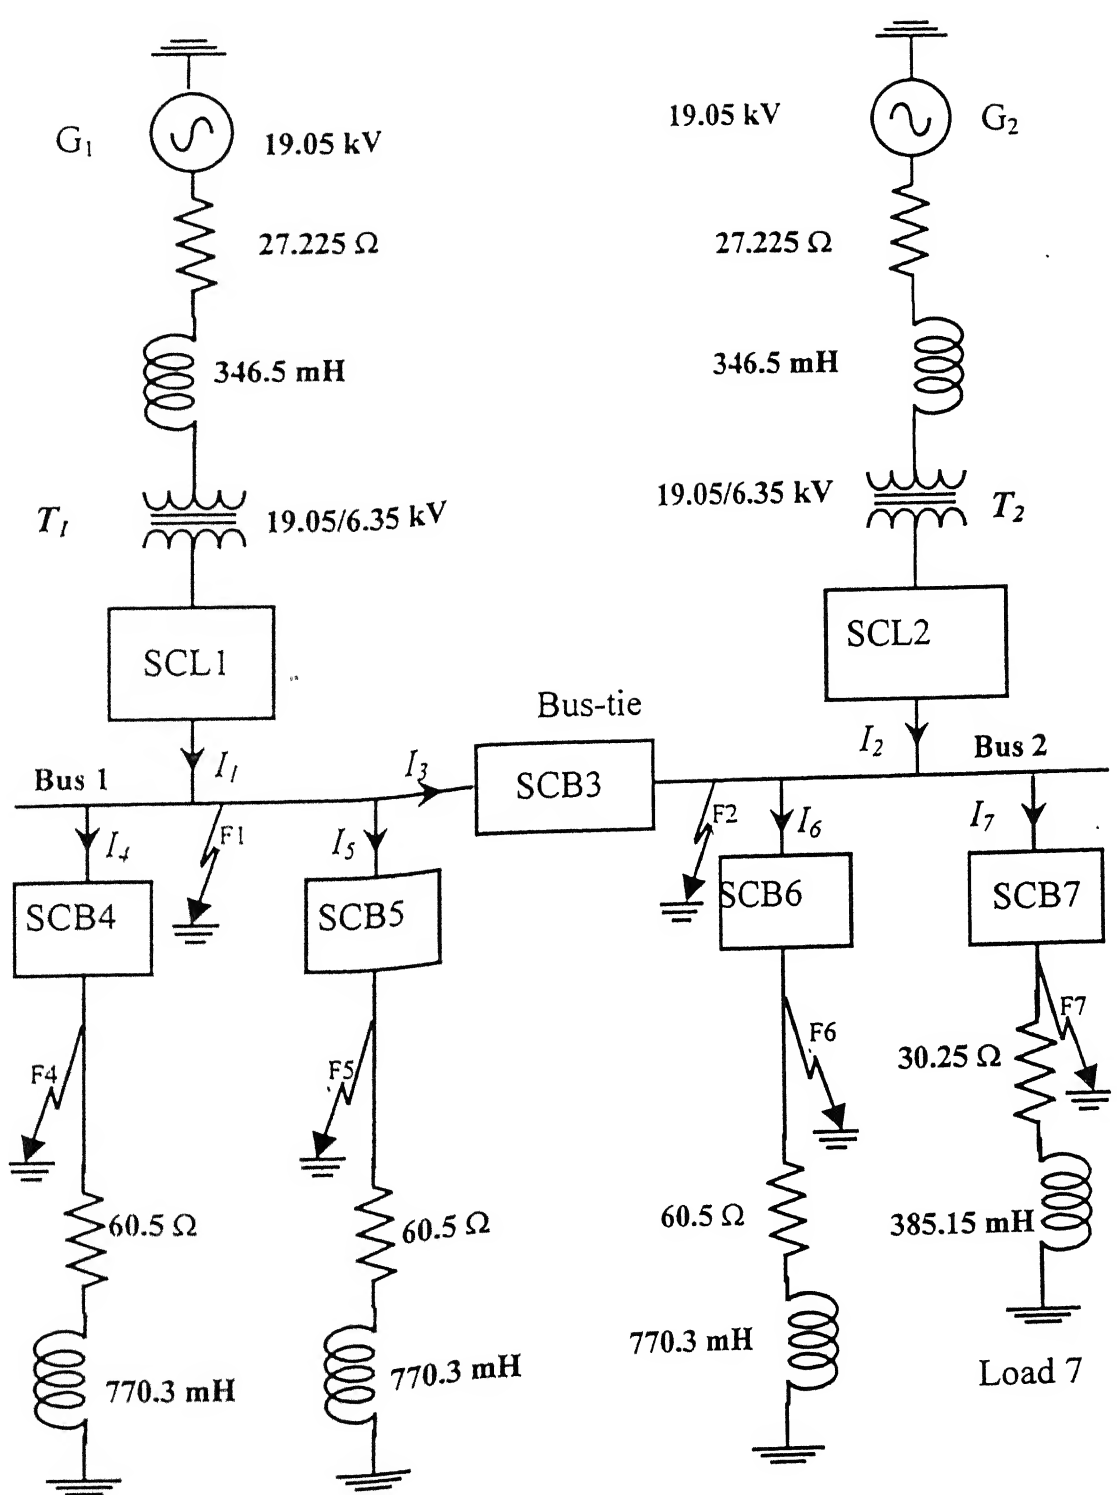 G1 19.05 kV
19.05 kV G2
27.225 Ω
27.225 Ω
346.5 mH
346.5 mH
T1 19.05/6.35 kV
19.05/6.35 kV T2
SCL1
SCL2
Bus-tie
Bus 1 I1
I3
SCB3
I2 Bus 2
I4
F1
I5
F2
I6
I7
SCB4
SCB5
SCB6
SCB7
F4
F5
F6
F7
30.25 Ω
60.5 Ω
60.5 Ω
60.5 Ω
385.15 mH
770.3 mH
770.3 mH
770.3 mH
Load 7